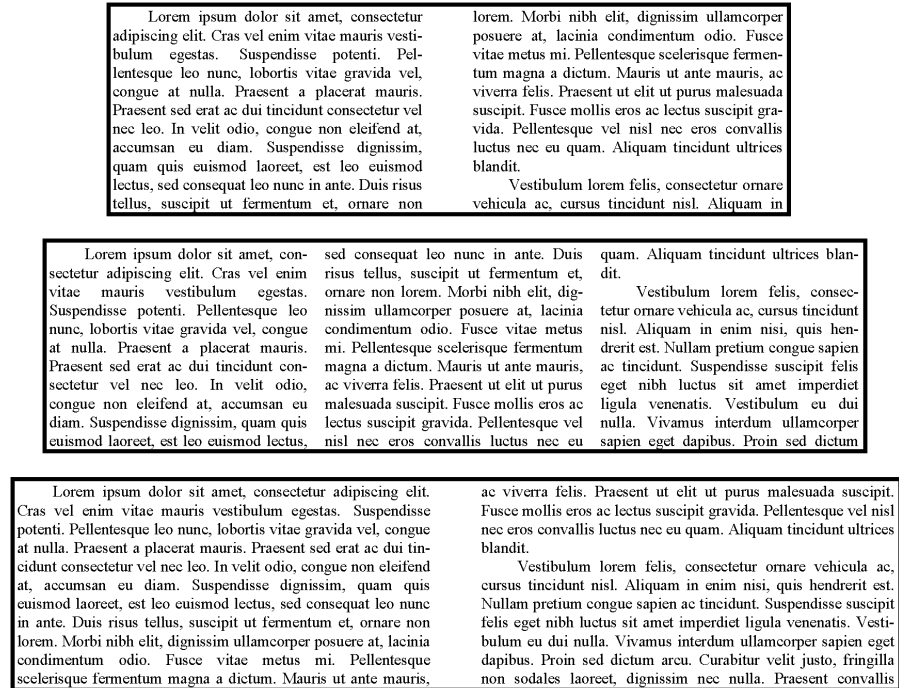 Lorem ipsum dolor sit amet, consectetur
adipiscing elit. Cras vel enim vitae mauris vesti-
bulum egestas. Suspendisse potenti. Pel-
lentesque leo nunc, lobortis vitae gravida vel,
congue at nulla. Praesent a placerat mauris.
Praesent sed erat ac dui tincidunt consectetur vel
nec leo. In velit odio, congue non eleifend at,
accumsan eu diam. Suspendisse dignissim,
quam quis euismod laoreet, est leo euismod
lectus, sed consequat leo nunc in ante. Duis risus
tellus, suscipit ut fermentum et, ornare non
lorem. Morbi nibh elit, dignissim ullamcorper
posuere at, lacinia condimentum odio. Fusce
vitae metus mi. Pellentesque scelerisque fermen-
tum magna a dictum. Mauris ut ante mauris, ac
viverra felis. Praesent ut elit ut purus malesuada
suscipit. Fusce mollis eros ac lectus suscipit gra-
vida. Pellentesque vel nisl nec eros convallis
luctus nec eu quam. Aliquam tincidunt ultrices
blandit.
Vestibulum lorem felis, consectetur ornare
vehicula ac, cursus tincidunt nisl. Aliquam in
Lorem ipsum dolor sit amet, con-
sectetur adipiscing elit. Cras vel enim
vitae mauris vestibulum egestas.
Suspendisse potenti. Pellentesque leo
nunc, lobortis vitae gravida vel, congue
at nulla. Praesent a placerat mauris.
Praesent sed erat ac dui tincidunt con-
sectetur vel nec leo. In velit odio,
congue non eleifend at, accumsan eu
diam. Suspendisse dignissim, quam quis
euismod laoreet, est leo euismod lectus,
sed consequat leo nunc in ante. Duis
risus tellus, suscipit ut fermentum et,
ornare non lorem. Morbi nibh elit, dig-
nissim ullamcorper posuere at, lacinia
condimentum odio. Fusce vitae metus
mi. Pellentesque scelerisque fermentum
magna a dictum. Mauris ut ante mauris,
ac viverra felis. Praesent ut elit ut purus
malesuada suscipit. Fusce mollis eros ac
lectus suscipit gravida. Pellentesque vel
nisl nec eros convallis luctus nec eu
quam. Aliquam tincidunt ultrices blan-
dit.
Vestibulum lorem felis, consec-
tetur ornare vehicula ac, cursus tincidunt
nisl. Aliquam in enim nisi, quis hen-
drerit est. Nullam pretium congue sapien
ac tincidunt. Suspendisse suscipit felis
eget nibh luctus sit amet imperdiet
ligula venenatis. Vestibulum eu dui
nulla. Vivamus interdum ullamcorper
sapien eget dapibus. Proin sed dictum
Lorem ipsum dolor sit amet, consectetur adipiscing elit.
Cras vel enim vitae mauris vestibulum egestas. Suspendisse
potenti. Pellentesque leo nunc, lobortis vitae gravida vel, congue
at nulla. Praesent a placerat mauris. Praesent sed erat ac dui tin-
cidunt consectetur vel nec leo. In velit odio, congue non eleifend
at, accumsan eu diam. Suspendisse dignissim, quam quis
euismod laoreet, est leo euismod lectus, sed consequat leo nunc
in ante. Duis risus tellus, suscipit ut fermentum et, ornare non
lorem. Morbi nibh elit, dignissim ullamcorper posuere at, lacinia
condimentum odio. Fusce vitae metus mi. Pellentesque
scelerisque fermentum magna a dictum. Mauris ut ante mauris,
ac viverra felis. Praesent ut elit ut purus malesuada suscipit.
Fusce mollis eros ac lectus suscipit gravida. Pellentesque vel nisl
nec eros convallis luctus nec eu quam. Aliquam tincidunt ultrices
blandit.
Vestibulum lorem felis, consectetur ornare vehicula ac,
cursus tincidunt nisl. Aliquam in enim nisi, quis hendrerit est.
Nullam pretium congue sapien ac tincidunt. Suspendisse suscipit
felis eget nibh luctus sit amet imperdiet ligula venenatis. Vesti-
bulum eu dui nulla. Vivamus interdum ullamcorper sapien eget
dapibus. Proin sed dictum arcu. Curabitur velit justo, fringilla
non sodales laoreet, dignissim nec nulla. Praesent convallis